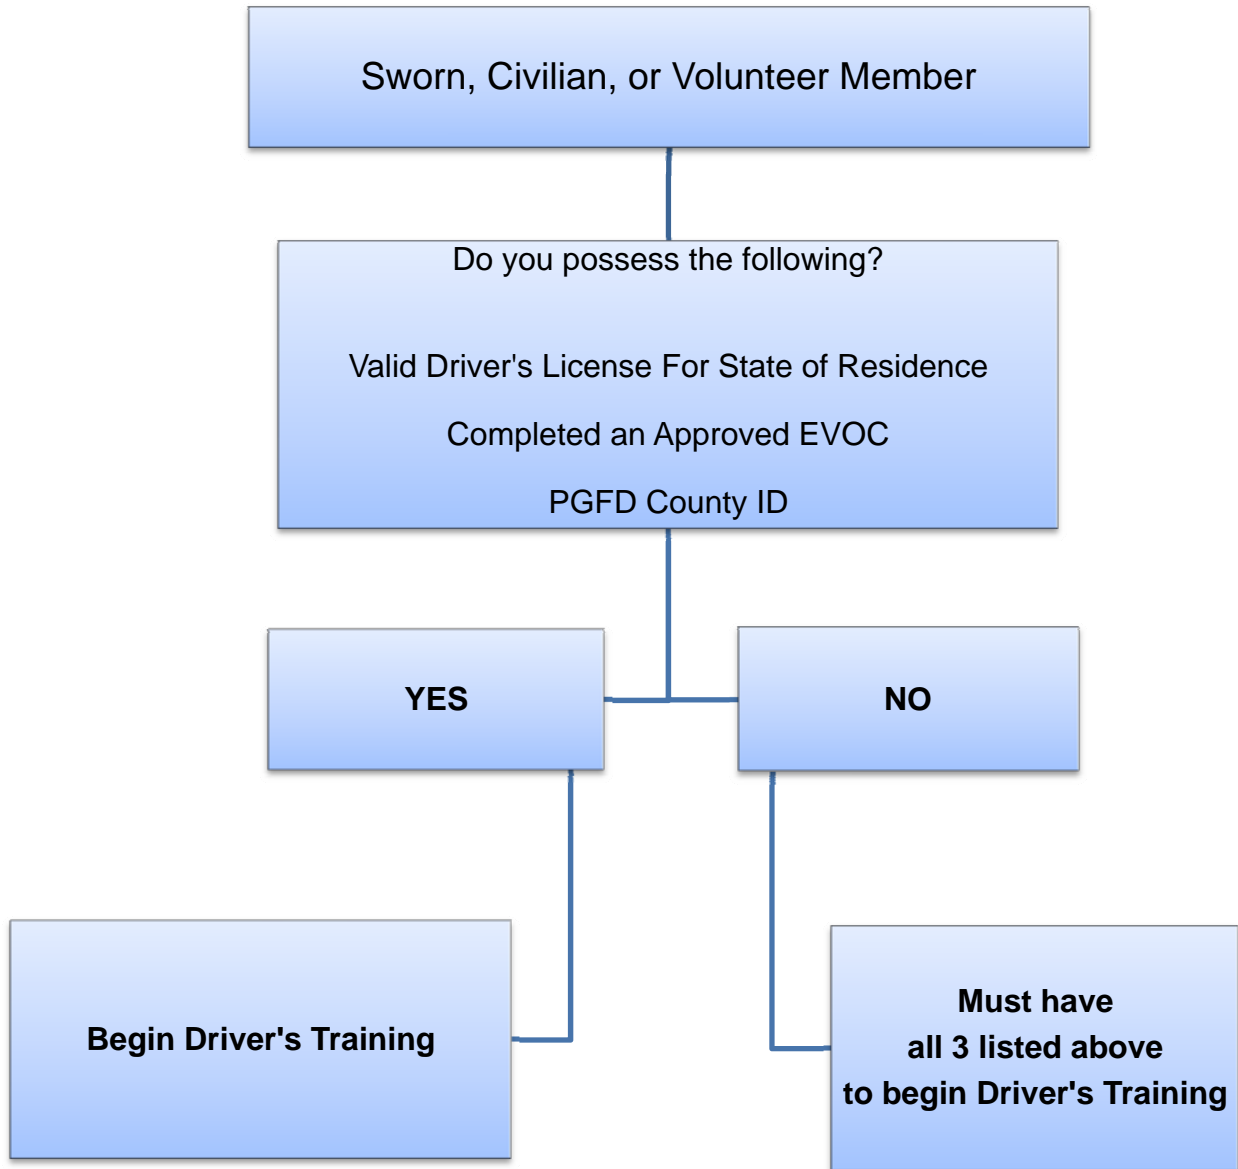 Sworn, Civilian, or Volunteer Member
Do you possess the following?
Valid Driver's License For State of Residence
Completed an Approved EVOC
PGFD County ID
YES
NO
Begin Driver's Training
Must have
all 3 listed above
to begin Driver's Training